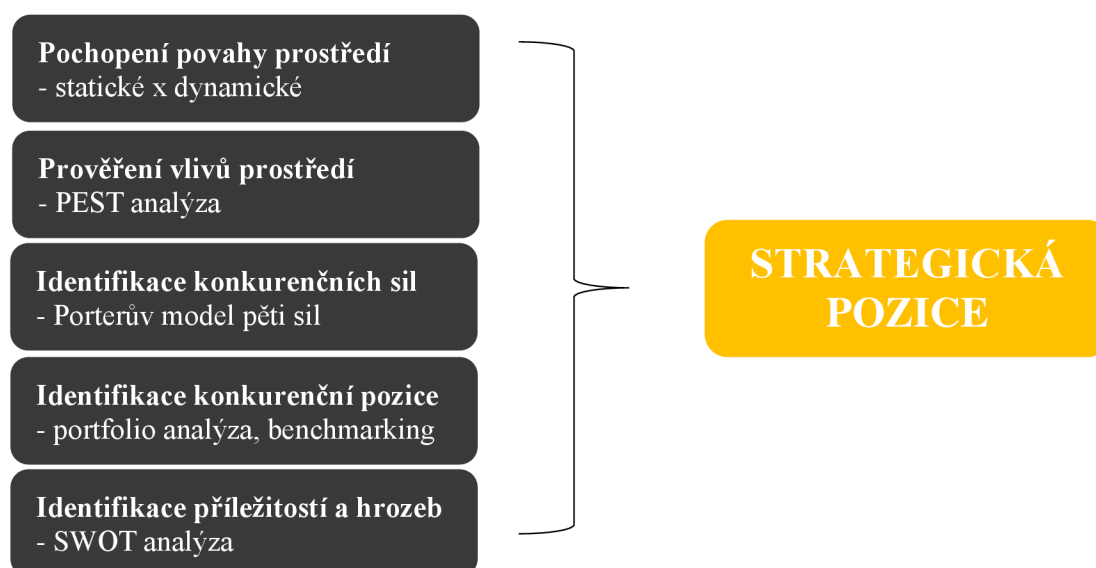 Pochopení povahy prostředí
- statické x dynamické
Prověření vlivů prostředí
- PEST analýza
Identifikace konkurenčních sil
- Porterův model pěti sil
Identifikace konkurenční pozice
- portfolio analýza, benchmarking
Identifikace příležitostí a hrozeb
- SWOT analýza
STRATEGICKÁ
POZICE